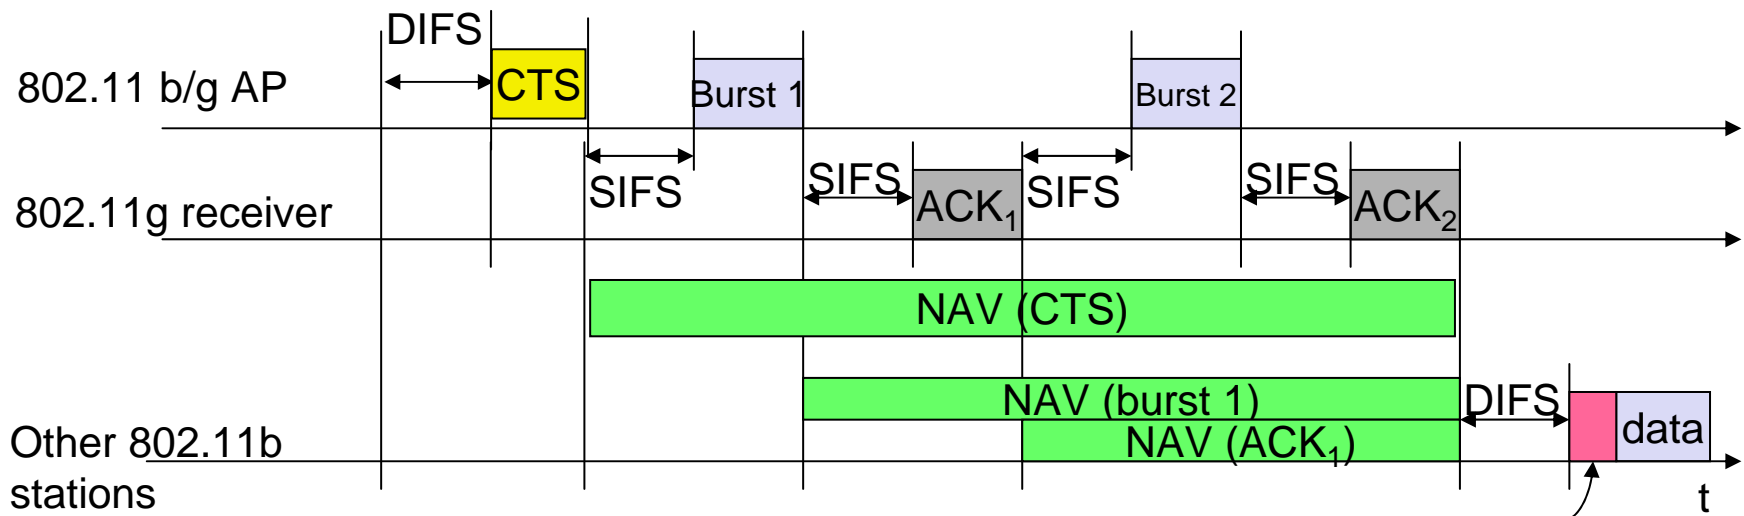 DIFS
802.11 b/g AP
CTS
Burst 1
Burst 2
SIFS
SIFS
SIFS
SIFS
802.11g receiver
ACK₁
ACK₂
NAV (CTS)
NAV (burst 1)
DIFS
Other 802.11b
stations
NAV (ACK₁)
data
t